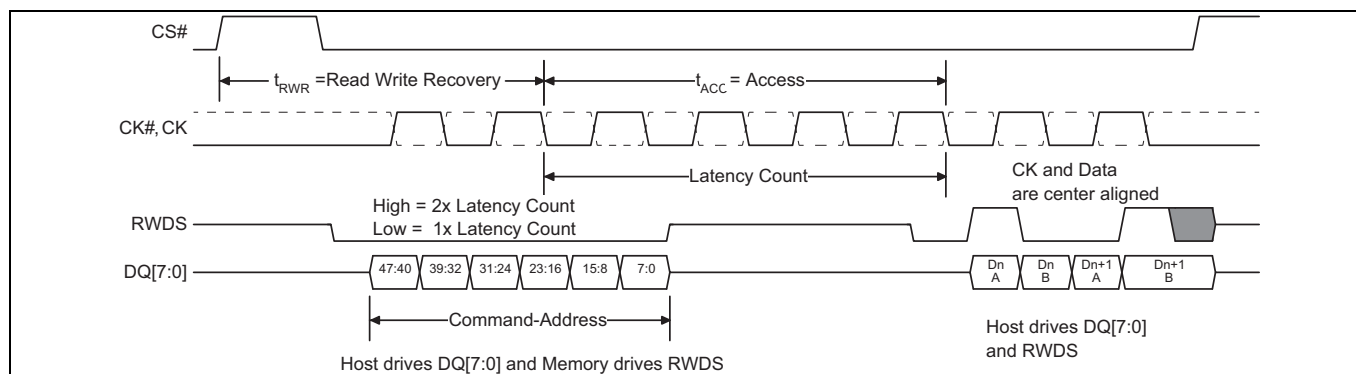 CS#
tRWR =Read Write Recovery
tACC = Access
CK#, CK
Latency Count
CK and Data
are center aligned
High = 2x Latency Count
Low = 1x Latency Count
RWDS
DQ[7:0]
47:40 39:32 31:24 23:16 15:8 7:0
Dn A
Dn B
Dn+1 A
Dn+1 B
Command-Address
Host drives DQ[7:0]
and RWDS
Host drives DQ[7:0] and Memory drives RWDS